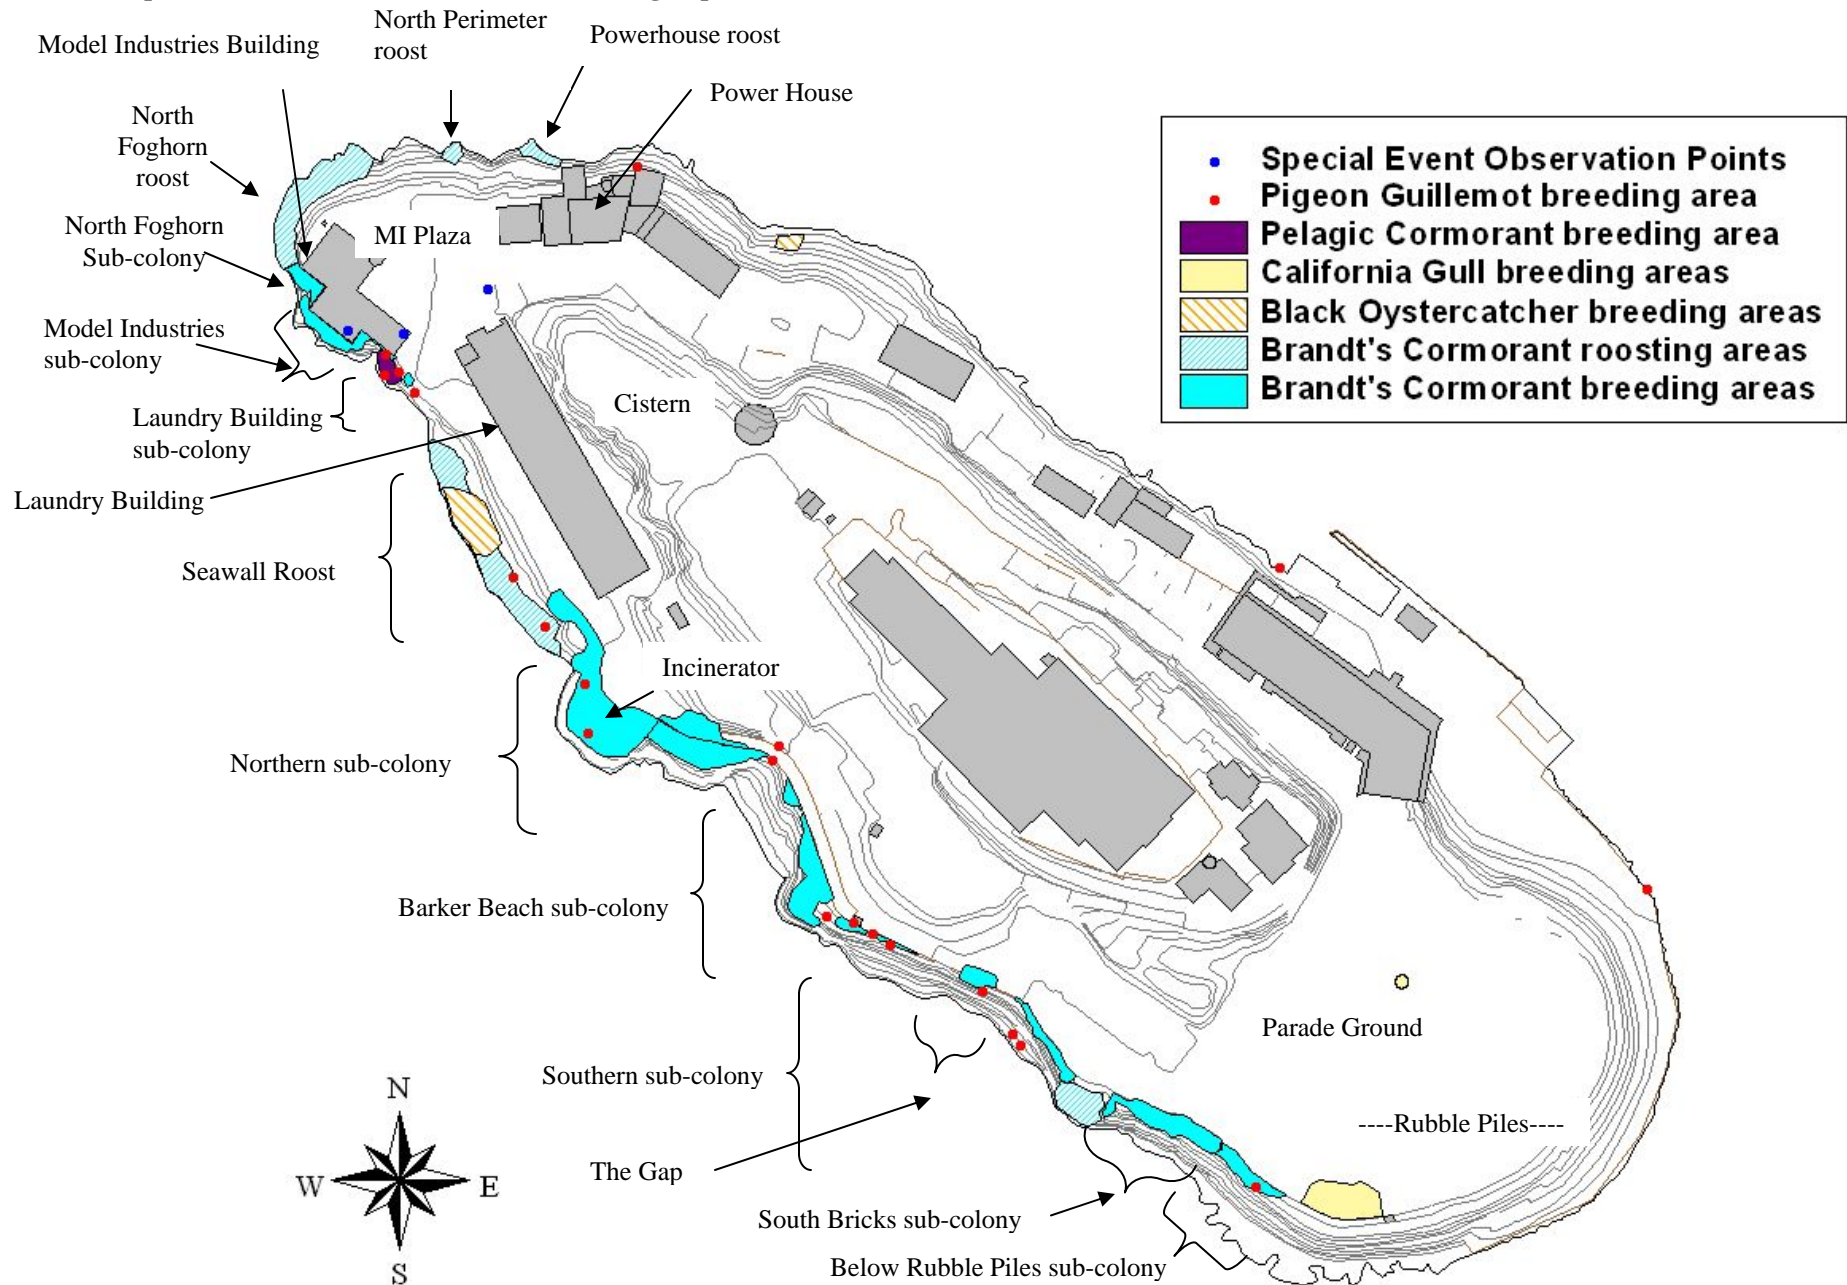 North Perimeter
roost
Powerhouse roost
Model Industries Building
Power House
North
Foghorn
roost
North Foghorn
Sub-colony
MI Plaza
Model Industries
sub-colony
Laundry Building
sub-colony
Cistern
Laundry Building
Seawall Roost
Incinerator
Northern sub-colony
Barker Beach sub-colony
Southern sub-colony
The Gap
South Bricks sub-colony
Below Rubble Piles sub-colony
Parade Ground
----Rubble Piles----
Special Event Observation Points
Pigeon Guillemot breeding area
Pelagic Cormorant breeding area
California Gull breeding areas
Black Oystercatcher breeding areas
Brandt's Cormorant roosting areas
Brandt's Cormorant breeding areas
N
W
E
S